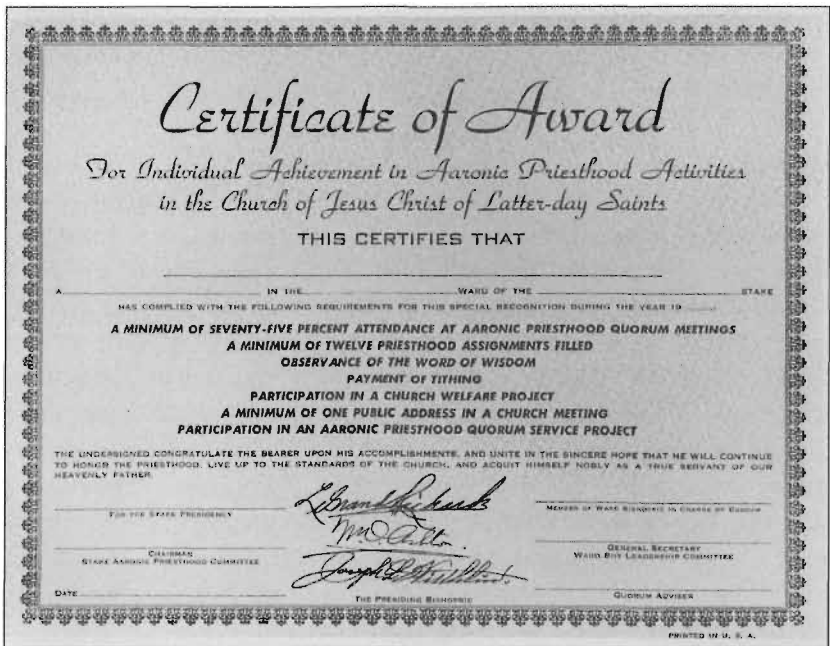 Certificate of Award
For Individual Achievement in Aaronic Priesthood Activities
in the Church of Jesus Christ of Latter-day Saints
THIS CERTIFIES THAT
A IN THE WARD OF THE STAKE
HAS COMPLIED WITH THE FOLLOWING REQUIREMENTS FOR THIS SPECIAL RECOGNITION DURING THE YEAR 19
A MINIMUM OF SEVENTY-FIVE PERCENT ATTENDANCE AT AARONIC PRIESTHOOD QUORUM MEETINGS
A MINIMUM OF TWELVE PRIESTHOOD ASSIGNMENTS FILLED
OBSERVANCE OF THE WORD OF WISDOM
PAYMENT OF TITHING
PARTICIPATION IN A CHURCH WELFARE PROJECT
A MINIMUM OF ONE PUBLIC ADDRESS IN A CHURCH MEETING
PARTICIPATION IN AN AARONIC PRIESTHOOD QUORUM SERVICE PROJECT
THE UNDERSIGNED CONGRATULATE THE BEARER UPON HIS ACCOMPLISHMENTS, AND UNITE IN THE SINCERE HOPE THAT HE WILL CONTINUE
TO HONOR THE PRIESTHOOD, LIVE UP TO THE STANDARDS OF THE CHURCH, AND ACQUIT HIMSELF NOBLY AS A TRUE SERVANT OF OUR
HEAVENLY FATHER.
LeGrand Richards
FOR THE STAKE PRESIDENCY
MEMBER OF WARD BISHOPRIC IN CHARGE OF QUORUM
CHAIRMAN
STAKE AARONIC PRIESTHOOD COMMITTEE
GENERAL SECRETARY
WARD BOY LEADERSHIP COMMITTEE
DATE
THE PRESIDING BISHOPRIC
QUORUM ADVISER
PRINTED IN U. S. A.